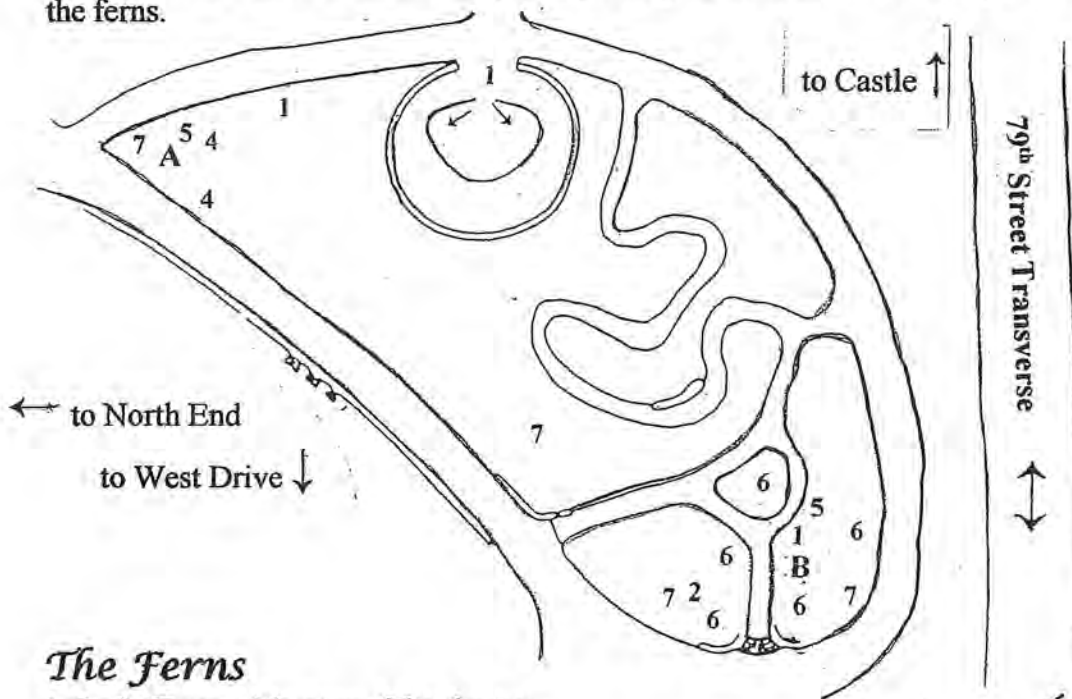 the ferns.
1
to Castle ↑
1
7 5 4
A
4
79th Street Transverse
← to North End
to West Drive ↓
7
6
5
1 6
B
6
7 2
6
6 7
The Ferns